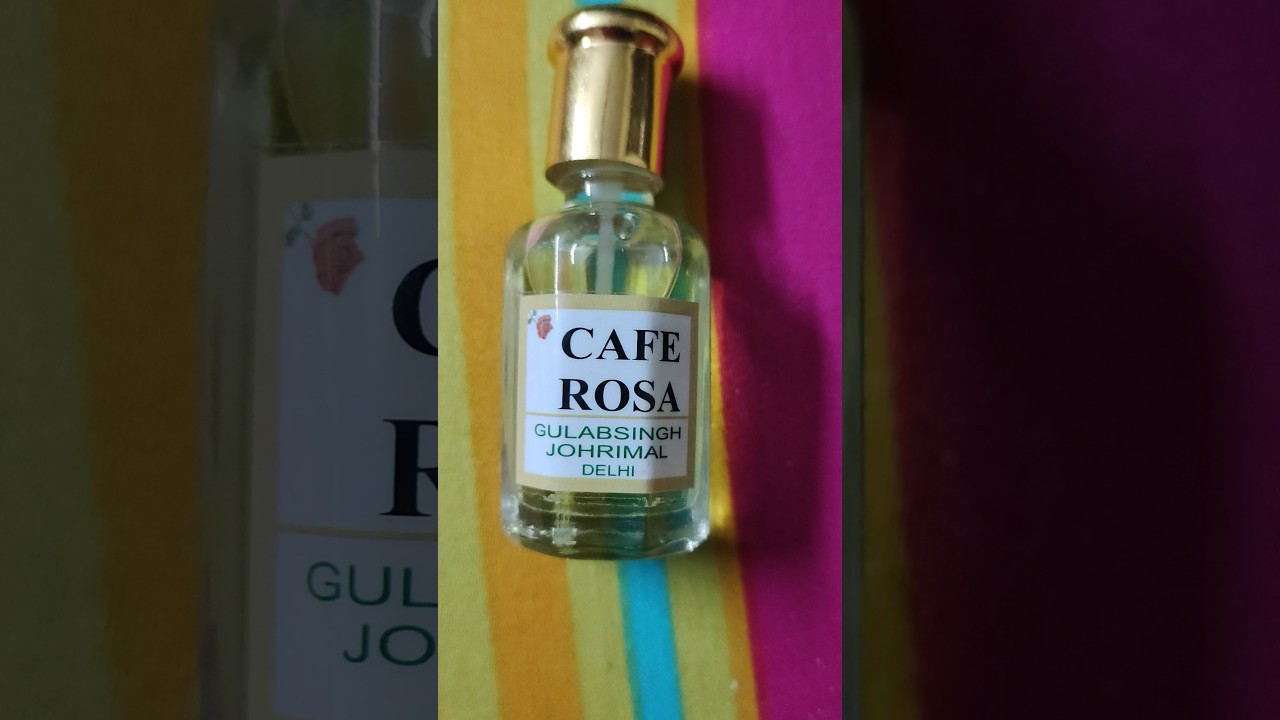 CAFE
ROSA
GULABSINGH
JOHRIMAL
DELHI